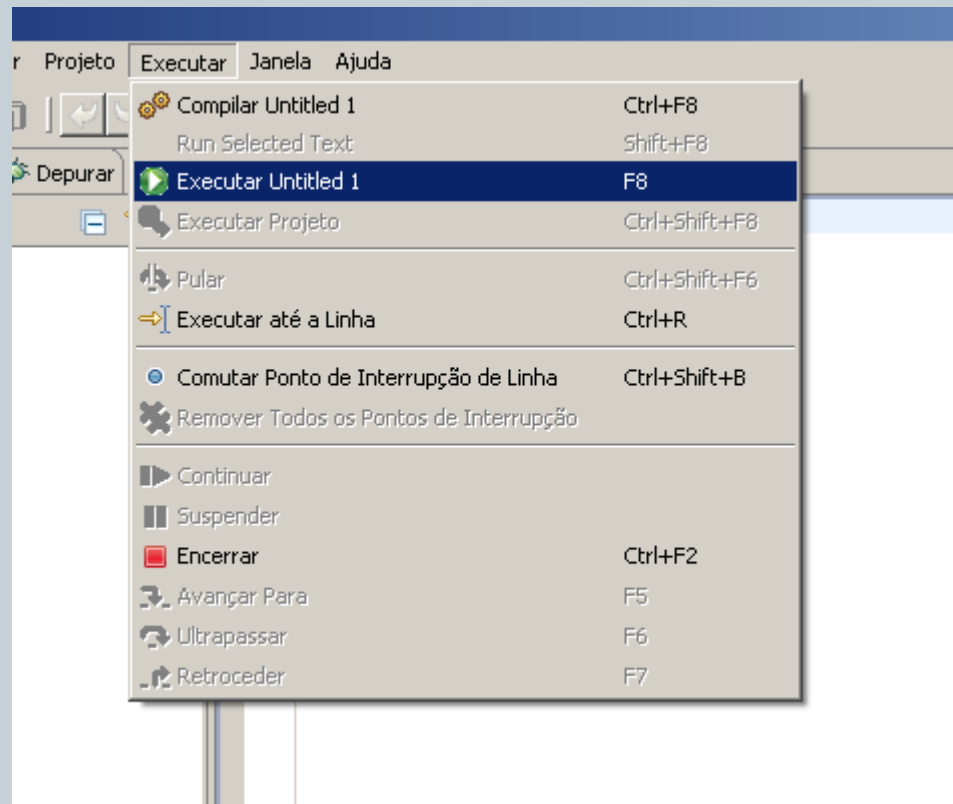 r Projeto Executar Janela Ajuda
Compilar Untitled 1 Ctrl+F8
Run Selected Text Shift+F8
Depurar
Executar Untitled 1 F8
Executar Projeto Ctrl+Shift+F8
Pular Ctrl+Shift+F6
Executar até a Linha Ctrl+R
Comutar Ponto de Interrupção de Linha Ctrl+Shift+B
Remover Todos os Pontos de Interrupção
Continuar
Suspender
Encerrar Ctrl+F2
Avançar Para F5
Ultrapassar F6
Retroceder F7